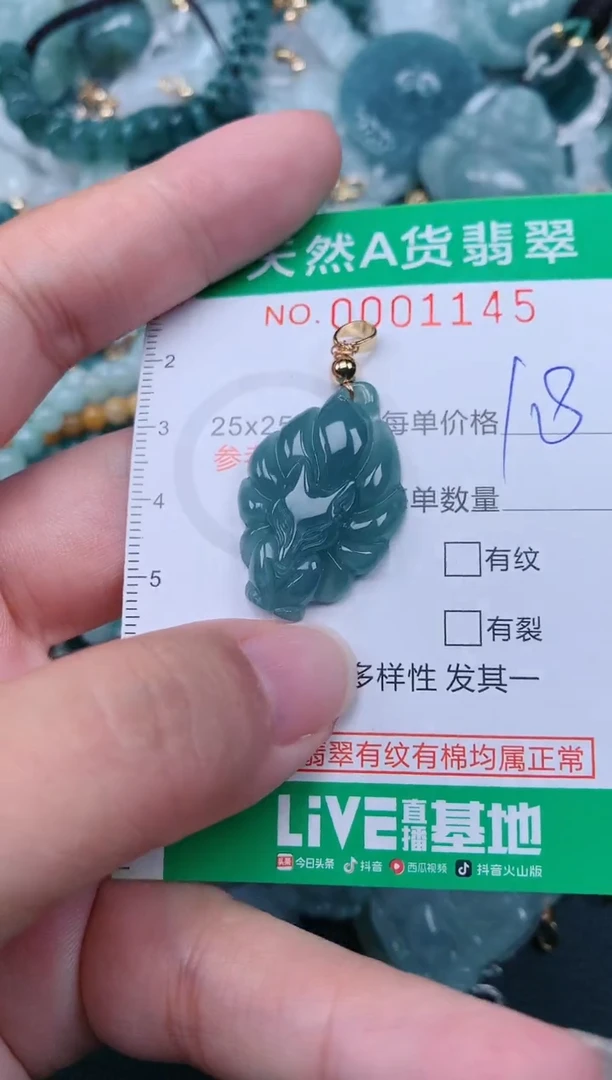 天然A货翡翠
NO.0001145
2
3
25x25
每单价格 18
参
4
单数量
有纹
5
有裂
多样性 发其一
翡翠有纹有棉均属正常
LiVE直播基地
头条 今日头条 抖音 西瓜视频 抖音火山版